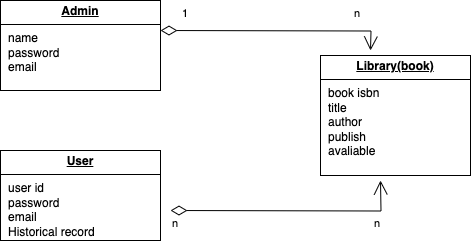 Admin
name
password
email
1
n
Library(book)
book isbn
title
author
publish
avaliable
User
user id
password
email
Historical record
n
n